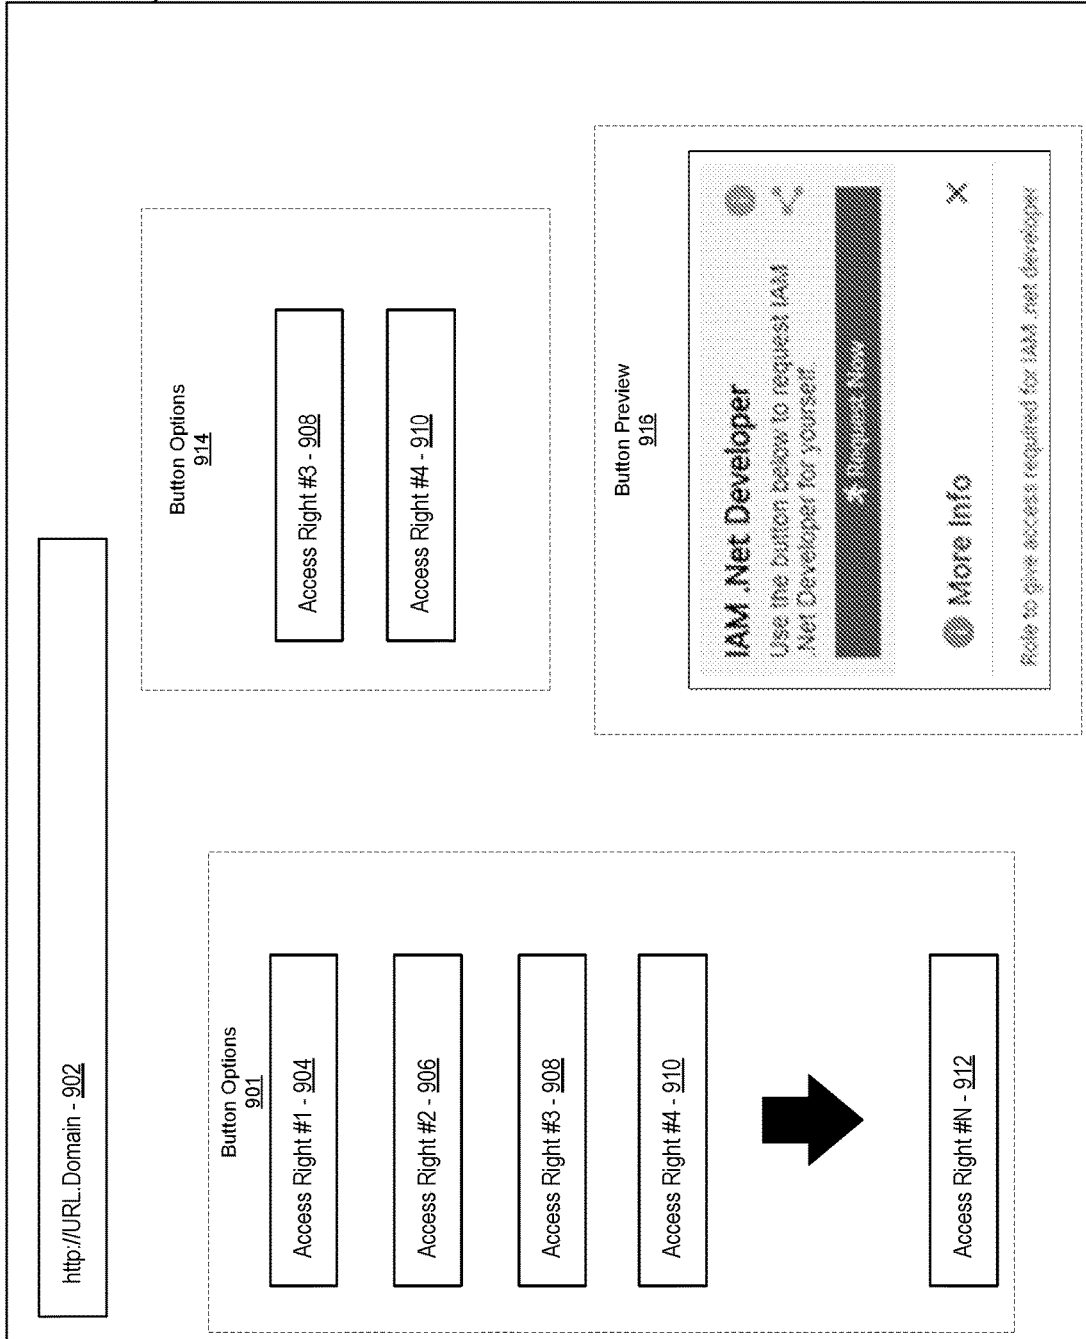 http://URL.Domain - 902
Button Options
901
Access Right #1 - 904
Access Right #2 - 906
Access Right #3 - 908
Access Right #4 - 910
Access Right #N - 912
Button Options
914
Access Right #3 - 908
Access Right #4 - 910
Button Preview
916
IAM .Net Developer
Use the button below to request IAM
.Net Developer for yourself.
Request Now
More Info
Role to give access required for IAM .net developer